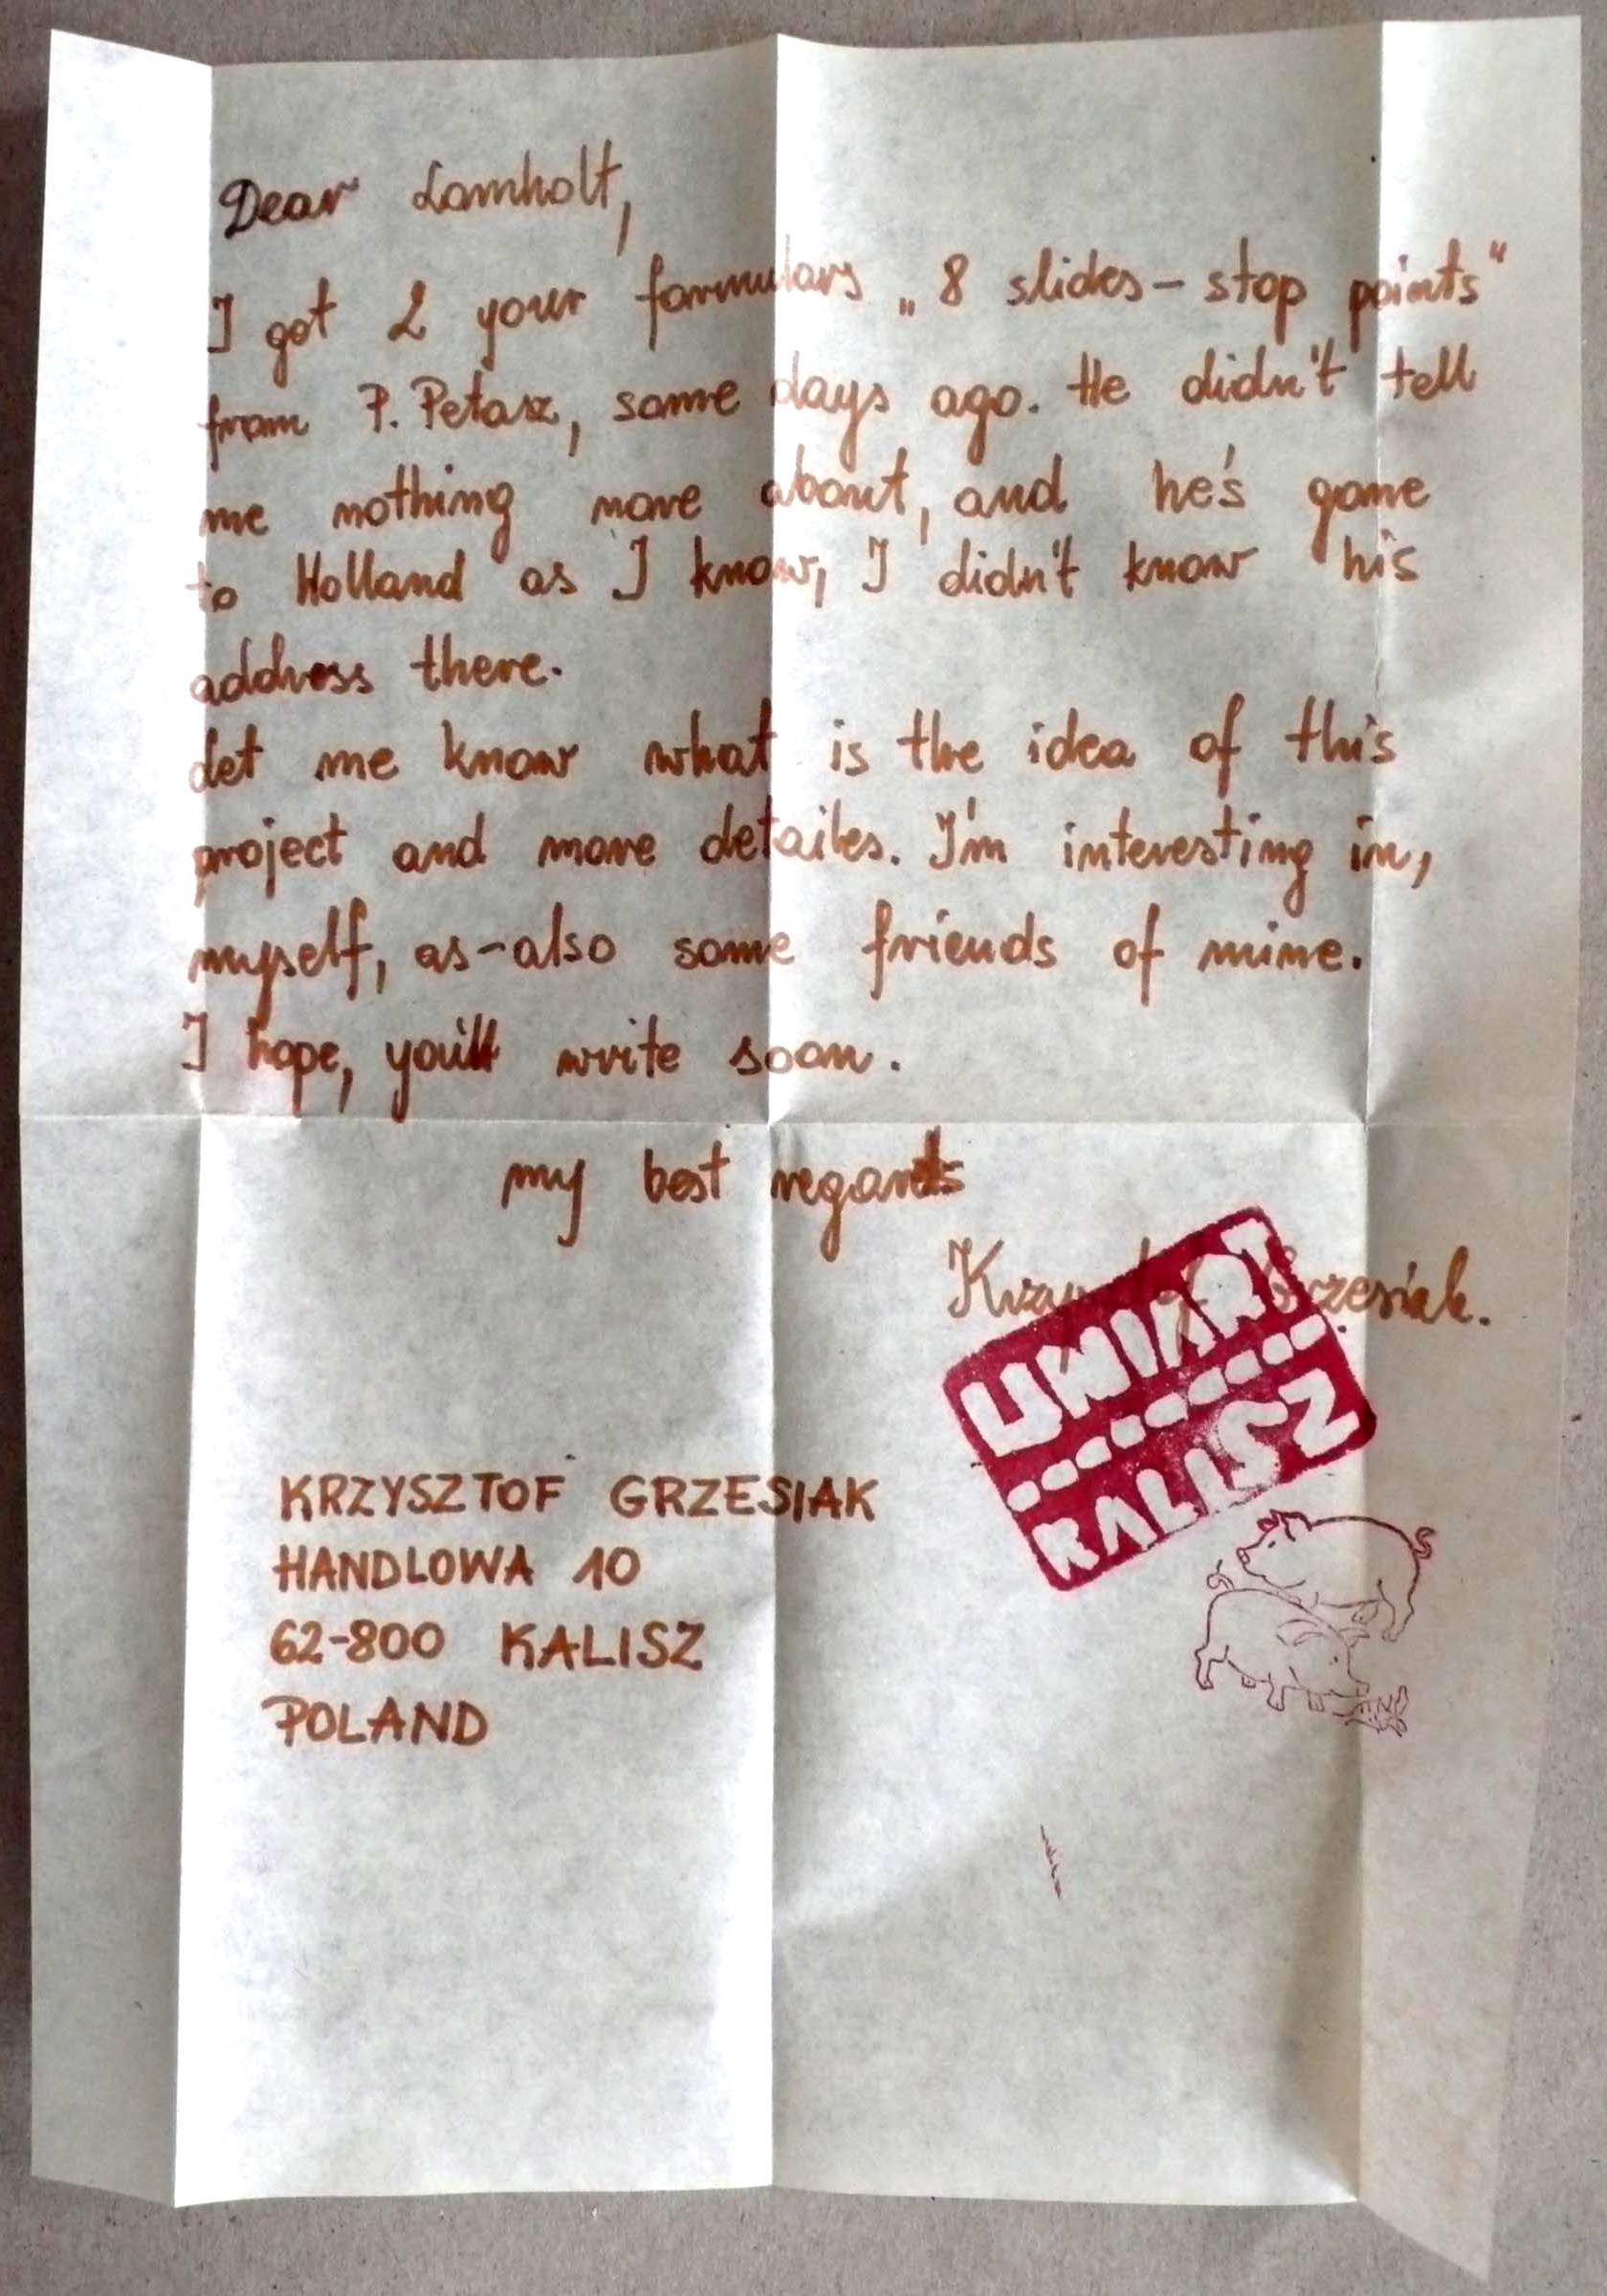 Dear Lomholt,
I got 2 your formulars „8 slides – stop points"
from P. Petasz, some days ago. He didn't tell
me nothing more about, and he's gone
to Holland as I know, I didn't know his
address there.
Let me know what is the idea of this
project and more detailes. I'm interesting in,
myself, as-also some friends of mine.
I hope, you'll write soon.
my best regards
Krzysztof Grzesiak.
UNIART
KALISZ
KRZYSZTOF GRZESIAK
HANDLOWA 10
62-800 KALISZ
POLAND